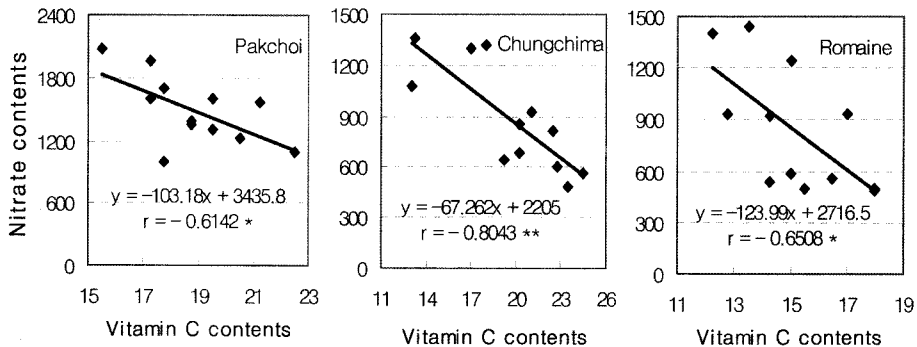 Nitrate contents
2400
1800
1200
600
0
Pakchoi
y = -103.18x + 3435.8
r = - 0.6142 *
15 17 19 21 23
Vitamin C contents
1500
1200
900
600
300
0
Chungchima
y = -67.262x + 2205
r = - 0.8043 **
11 14 17 20 23 26
Vitamin C contents
1500
1200
900
600
300
0
Romaine
y = -123.99x + 2716.5
r = - 0.6508 *
11 13 15 17 19
Vitamin C contents